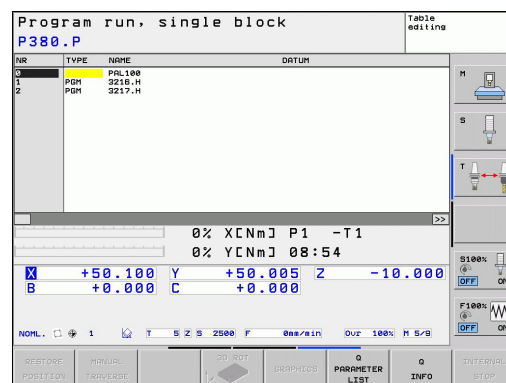 Program run, single block
Table editing
P380.P
NR TYPE NAME DATUM
0 PAL100
1 PGM 3216.H
2 PGM 3217.H
M
S
T
>>
0% X[Nm] P1 -T1
0% Y[Nm] 08:54
X +50.100 Y +50.005 Z -10.000
B +0.000 C +0.000
S100%
OFF ON
NOML. 1 T 5 Z S 2500 F 0mm/min Ovr 100% M 5/9
F100%
OFF ON
RESTORE POSITION
MANUAL TRAVERSE
3D ROT
GRAPHICS
Q PARAMETER LIST
Q INFO
INTERNAL STOP